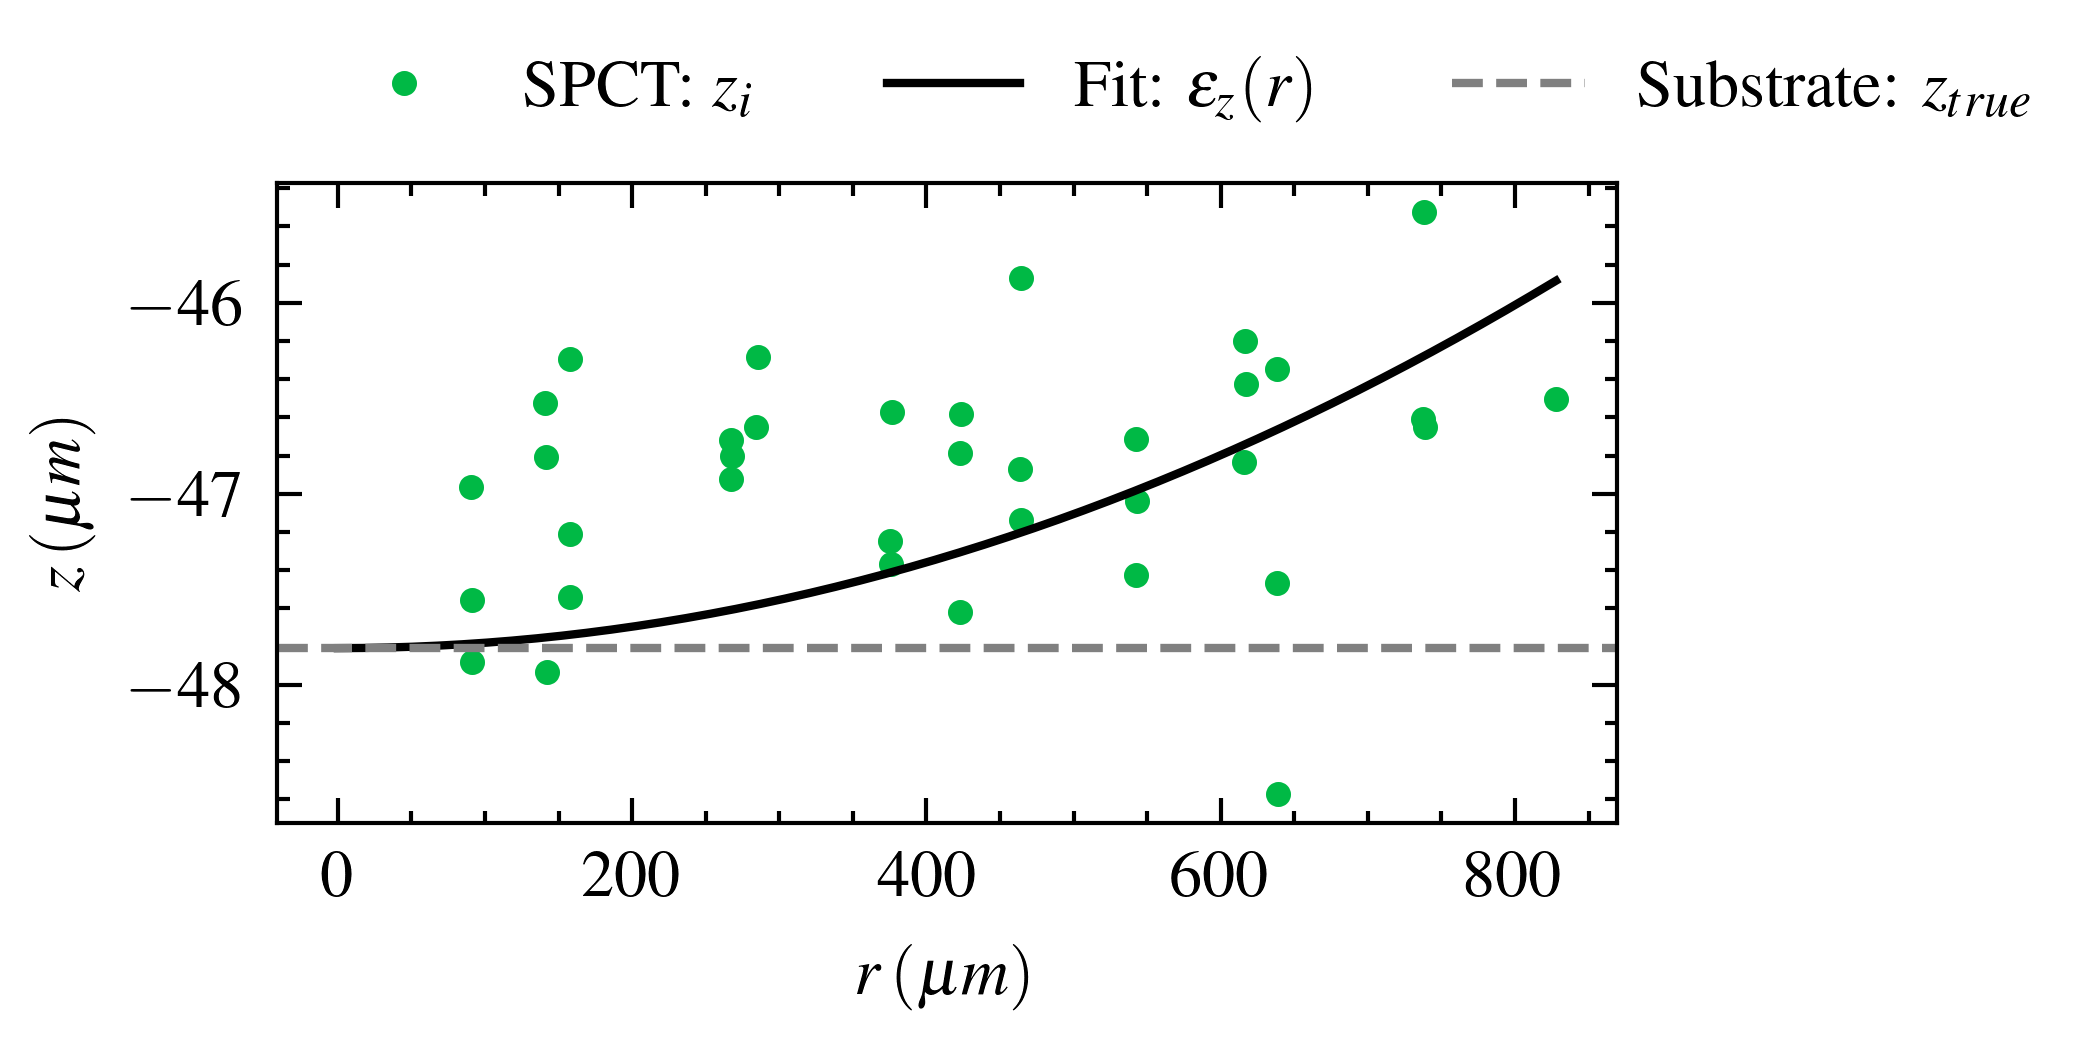 SPCT: z_i Fit: ε_z(r) Substrate: z_true
−46
−47
−48
z (μm)
0 200 400 600 800
r (μm)